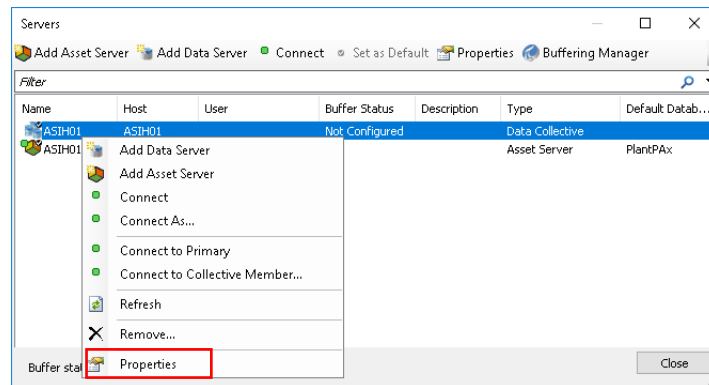 Servers
Add Asset Server Add Data Server Connect Set as Default Properties Buffering Manager
Filter
Name Host User Buffer Status Description Type Default Datab...
ASIH01 ASIH01 Not Configured Data Collective
ASIH01 Asset Server PlantPAx
Add Data Server
Add Asset Server
Connect
Connect As...
Connect to Primary
Connect to Collective Member...
Refresh
Remove...
Properties
Buffer Close